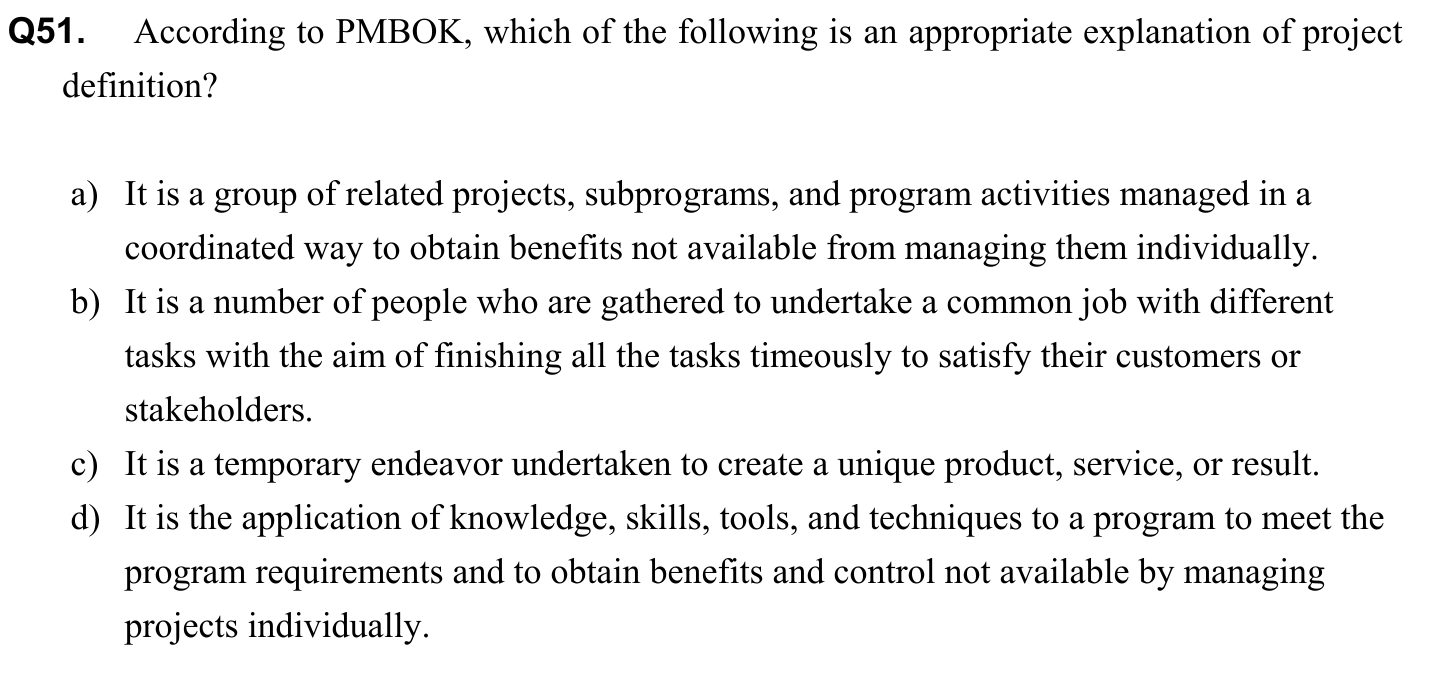 Q51. According to PMBOK, which of the following is an appropriate explanation of project
definition?
a) It is a group of related projects, subprograms, and program activities managed in a
coordinated way to obtain benefits not available from managing them individually.
b) It is a number of people who are gathered to undertake a common job with different
tasks with the aim of finishing all the tasks timeously to satisfy their customers or
stakeholders.
c) It is a temporary endeavor undertaken to create a unique product, service, or result.
d) It is the application of knowledge, skills, tools, and techniques to a program to meet the
program requirements and to obtain benefits and control not available by managing
projects individually.